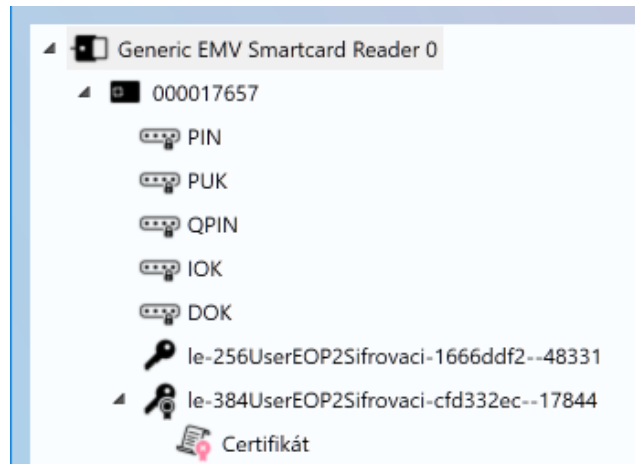 Generic EMV Smartcard Reader 0
000017657
PIN
PUK
QPIN
IOK
DOK
le-256UserEOP2Sifrovaci-1666ddf2--48331
le-384UserEOP2Sifrovaci-cfd332ec--17844
Certifikát